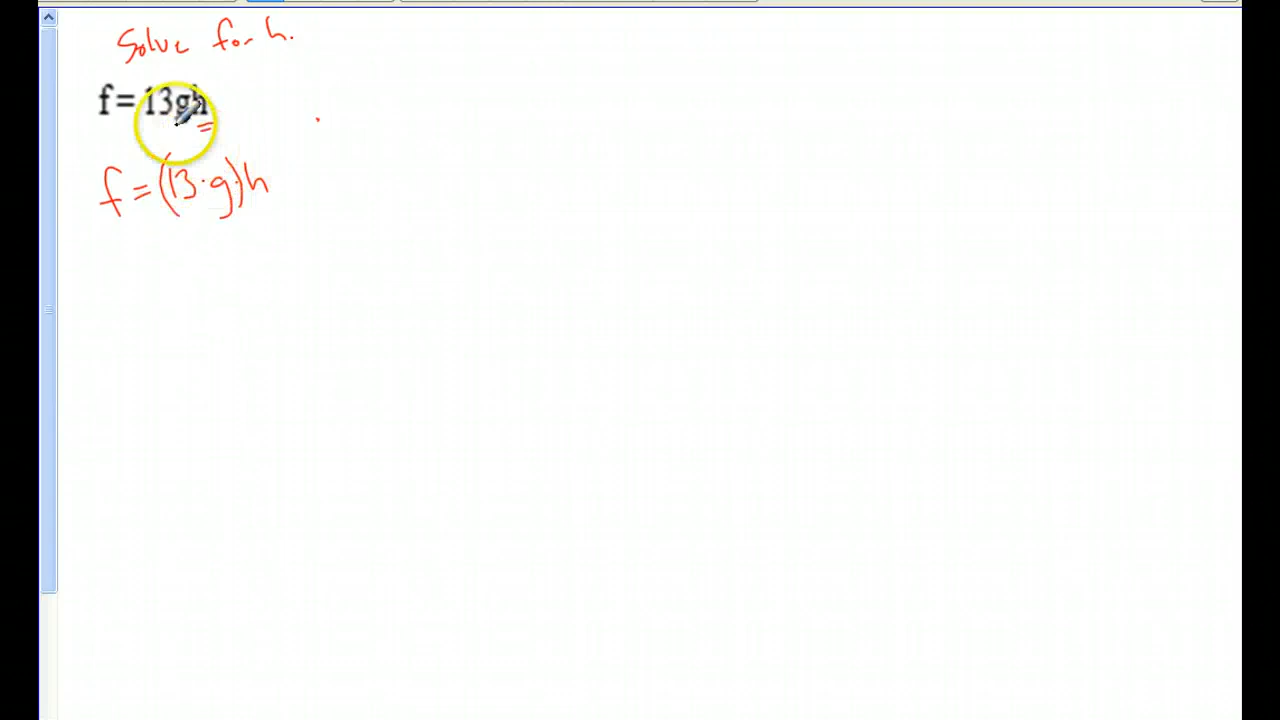 Solve for h.
f = 13gh
f = (13·g)h